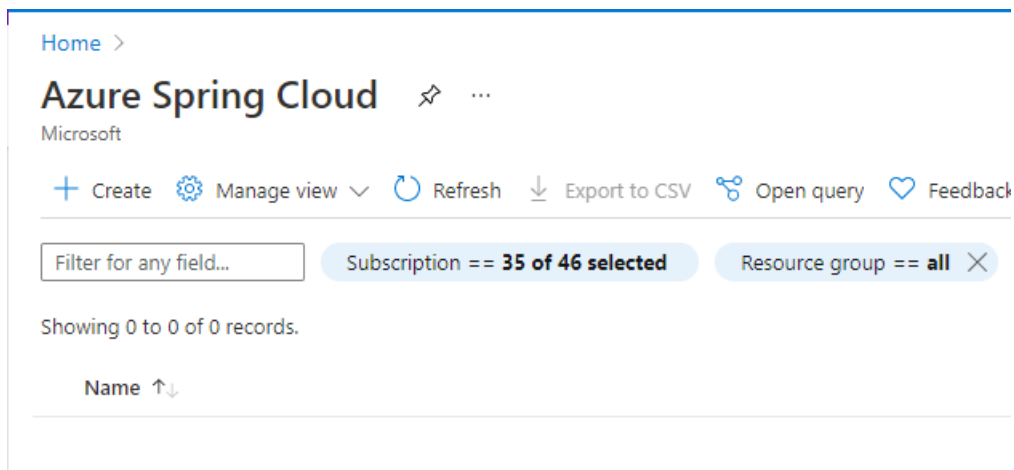 Home >
Azure Spring Cloud ...
Microsoft
+ Create Manage view Refresh Export to CSV Open query Feedback
Filter for any field... Subscription == 35 of 46 selected Resource group == all
Showing 0 to 0 of 0 records.
Name ↑↓